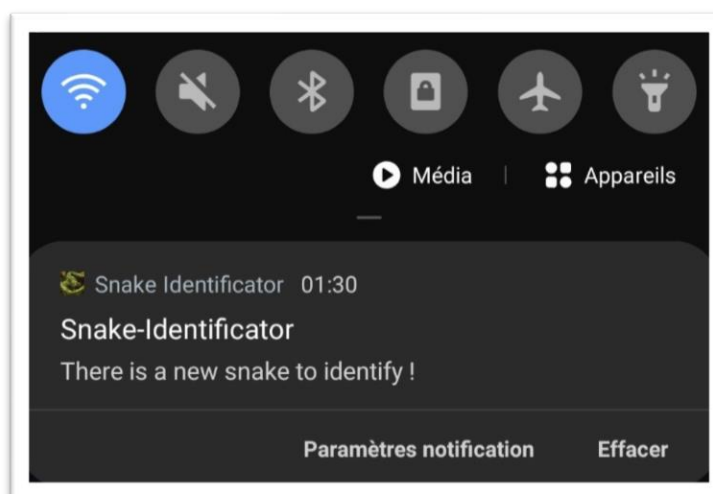 Média | Appareils
Snake Identificator 01:30
Snake-Identificator
There is a new snake to identify !
Paramètres notification Effacer